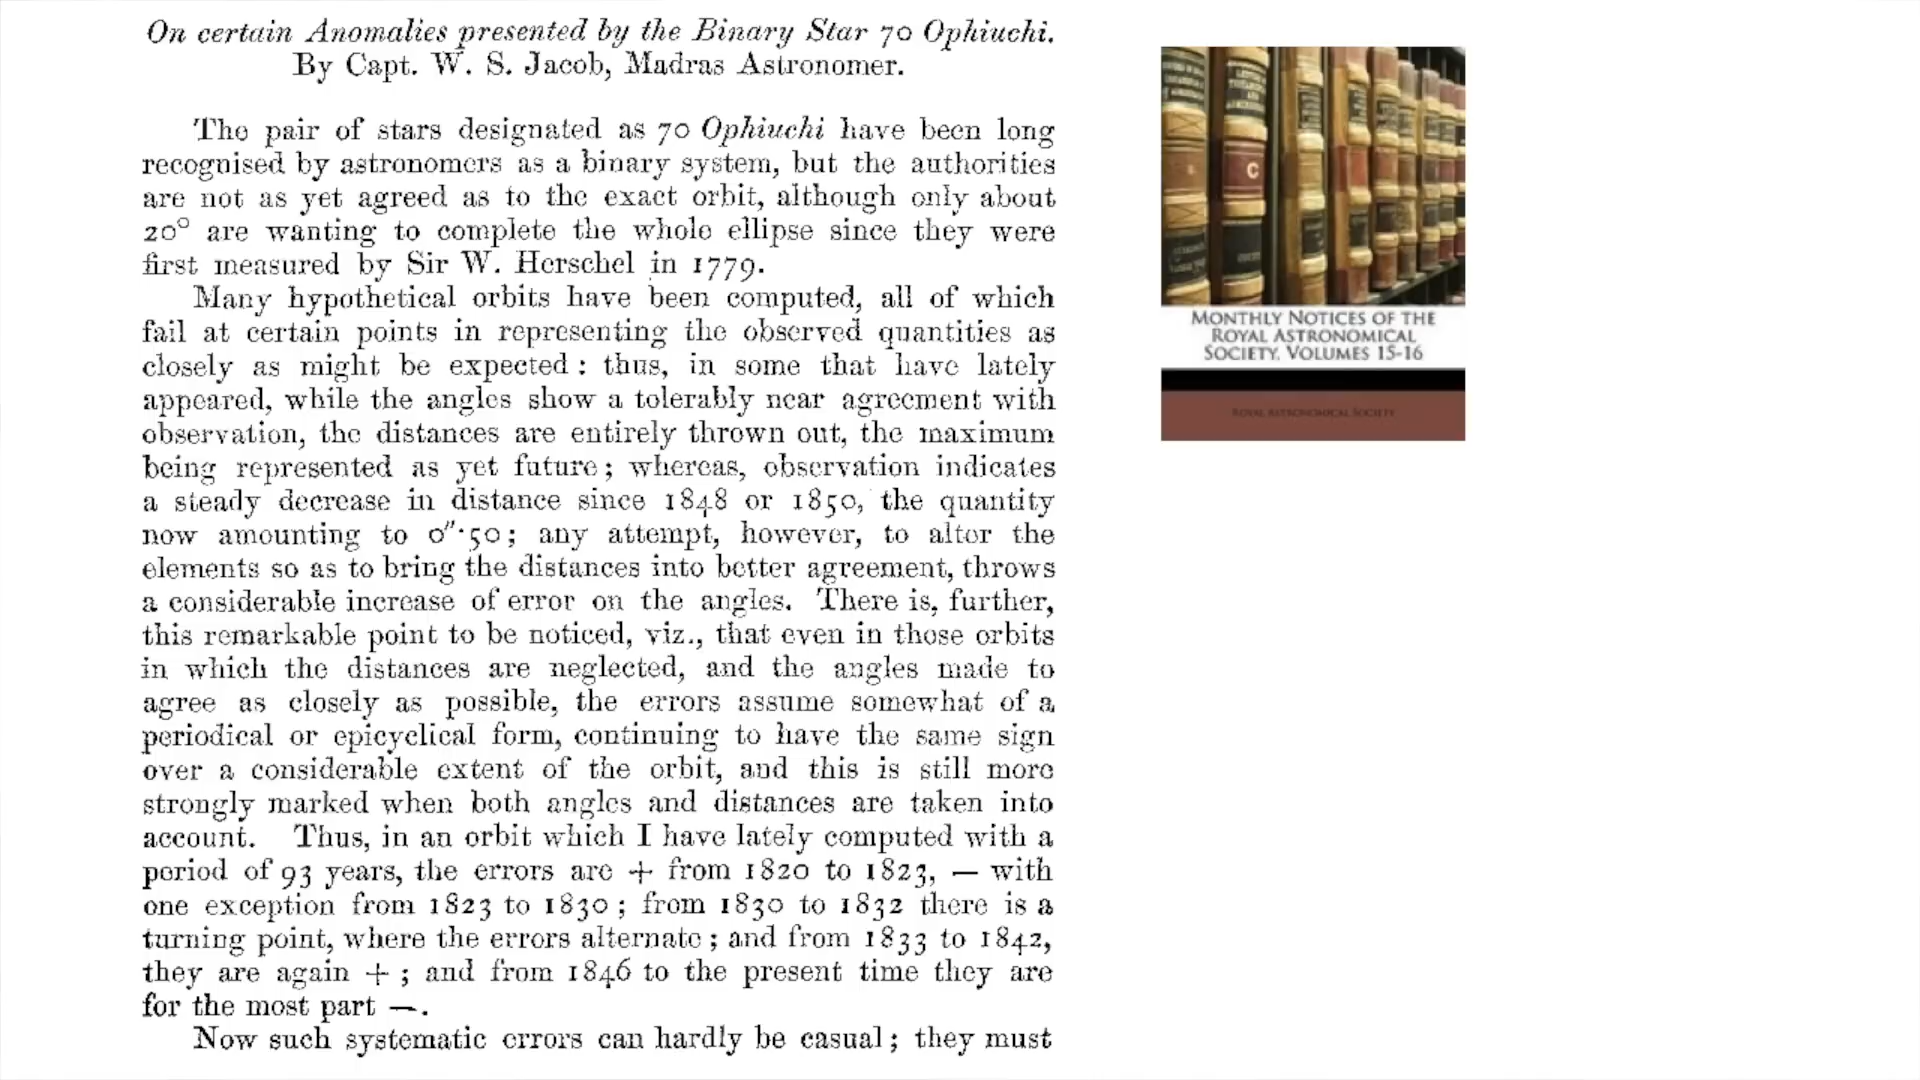 On certain Anomalies presented by the Binary Star 70 Ophiuchi.
By Capt. W. S. Jacob, Madras Astronomer.
The pair of stars designated as 70 Ophiuchi have been long
recognised by astronomers as a binary system, but the authorities
are not as yet agreed as to the exact orbit, although only about
20° are wanting to complete the whole ellipse since they were
first measured by Sir W. Herschel in 1779.
Many hypothetical orbits have been computed, all of which
fail at certain points in representing the observed quantities as
closely as might be expected: thus, in some that have lately
appeared, while the angles show a tolerably near agreement with
observation, the distances are entirely thrown out, the maximum
being represented as yet future; whereas, observation indicates
a steady decrease in distance since 1848 or 1850, the quantity
now amounting to 0″·50; any attempt, however, to alter the
elements so as to bring the distances into better agreement, throws
a considerable increase of error on the angles. There is, further,
this remarkable point to be noticed, viz., that even in those orbits
in which the distances are neglected, and the angles made to
agree as closely as possible, the errors assume somewhat of a
periodical or epicyclical form, continuing to have the same sign
over a considerable extent of the orbit, and this is still more
strongly marked when both angles and distances are taken into
account. Thus, in an orbit which I have lately computed with a
period of 93 years, the errors are + from 1820 to 1823, — with
one exception from 1823 to 1830; from 1830 to 1832 there is a
turning point, where the errors alternate; and from 1833 to 1842,
they are again +; and from 1846 to the present time they are
for the most part —.
Now such systematic errors can hardly be casual; they must
C
MONTHLY NOTICES OF THE
ROYAL ASTRONOMICAL
SOCIETY, VOLUMES 15-16
ROYAL ASTRONOMICAL SOCIETY